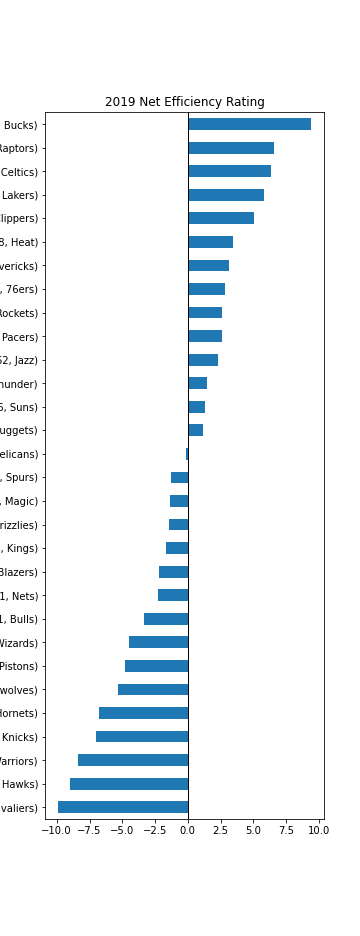 2019 Net Efficiency Rating
Bucks)
Raptors)
Celtics)
Lakers)
lippers)
8, Heat)
vericks)
, 76ers)
Rockets)
Pacers)
52, Jazz)
hunder)
6, Suns)
uggets)
elicans)
, Spurs)
, Magic)
rizzlies)
, Kings)
Blazers)
1, Nets)
1, Bulls)
Wizards)
Pistons)
wolves)
Hornets)
Knicks)
Warriors)
Hawks)
valiers)
−10.0 −7.5 −5.0 −2.5 0.0 2.5 5.0 7.5 10.0